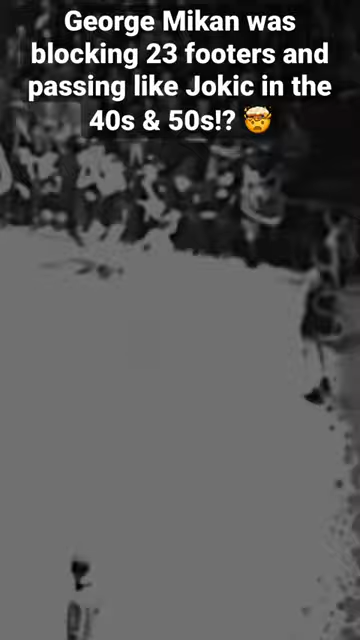 George Mikan was
blocking 23 footers and
passing like Jokic in the
40s & 50s!? 🤯